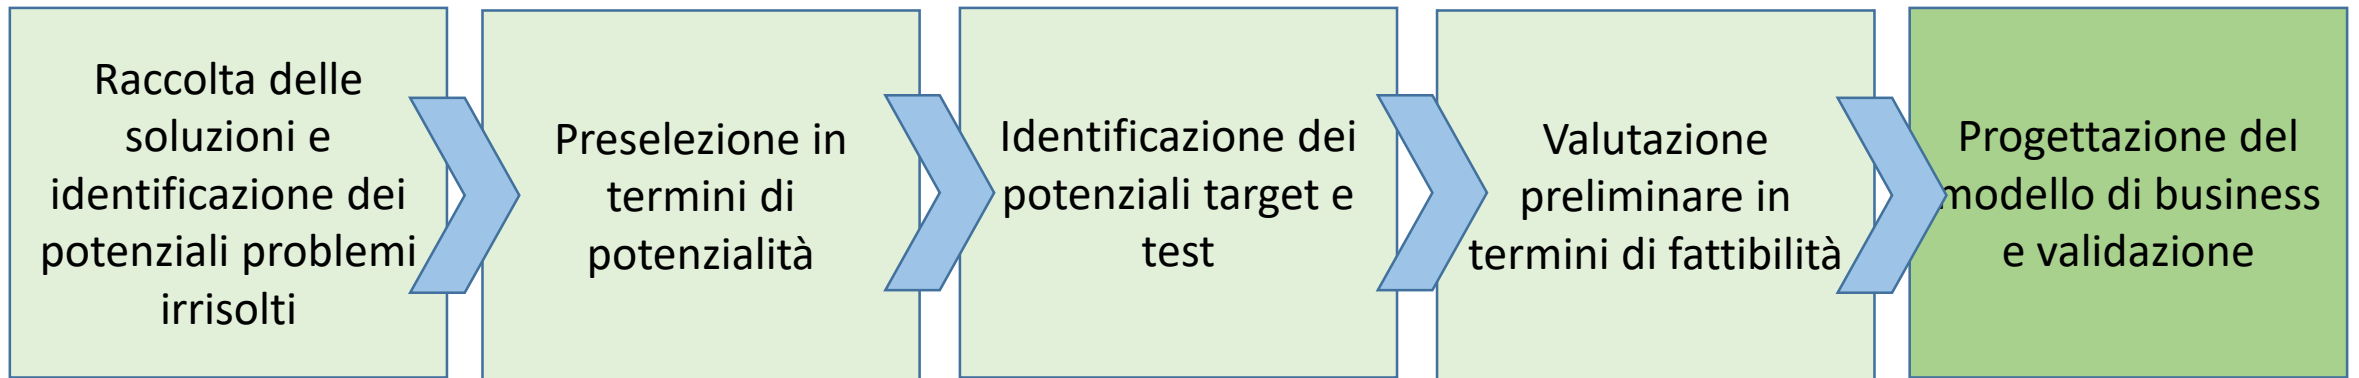 Raccolta delle
soluzioni e
identificazione dei
potenziali problemi
irrisolti
Preselezione in
termini di
potenzialità
Identificazione dei
potenziali target e
test
Valutazione
preliminare in
termini di fattibilità
Progettazione del
modello di business
e validazione